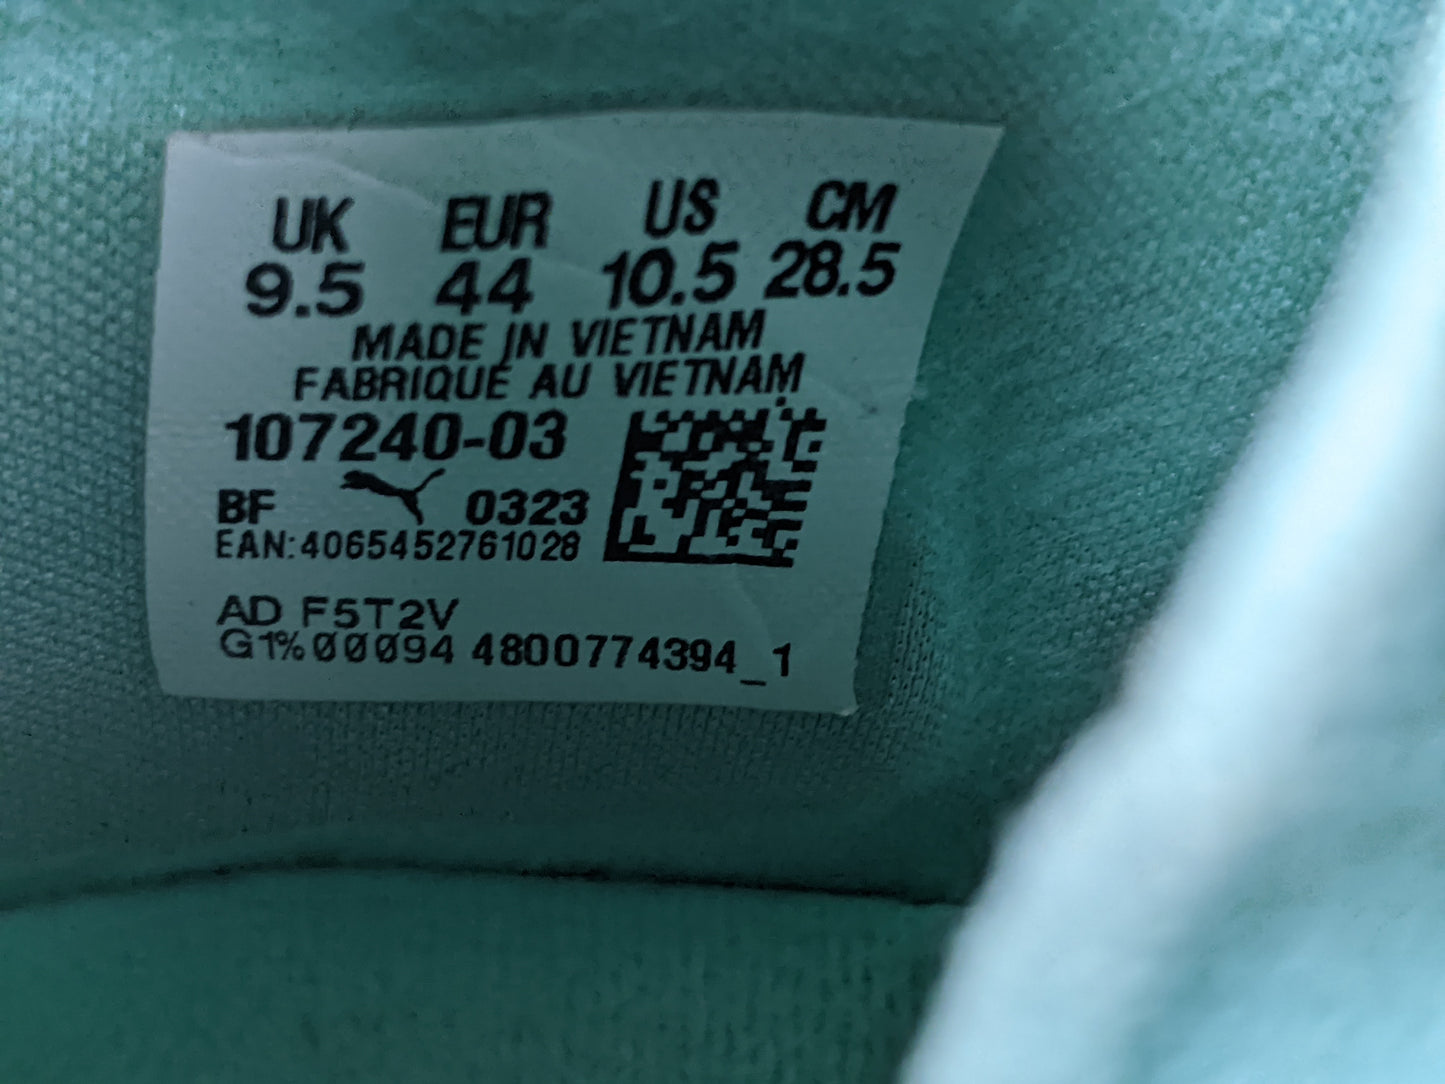 UK EUR US CM
9.5 44 10.5 28.5
MADE IN VIETNAM
FABRIQUE AU VIETNAM
107240-03
BF 0323
EAN:4065452761028
AD F5T2V
G1%00094 4800774394_1